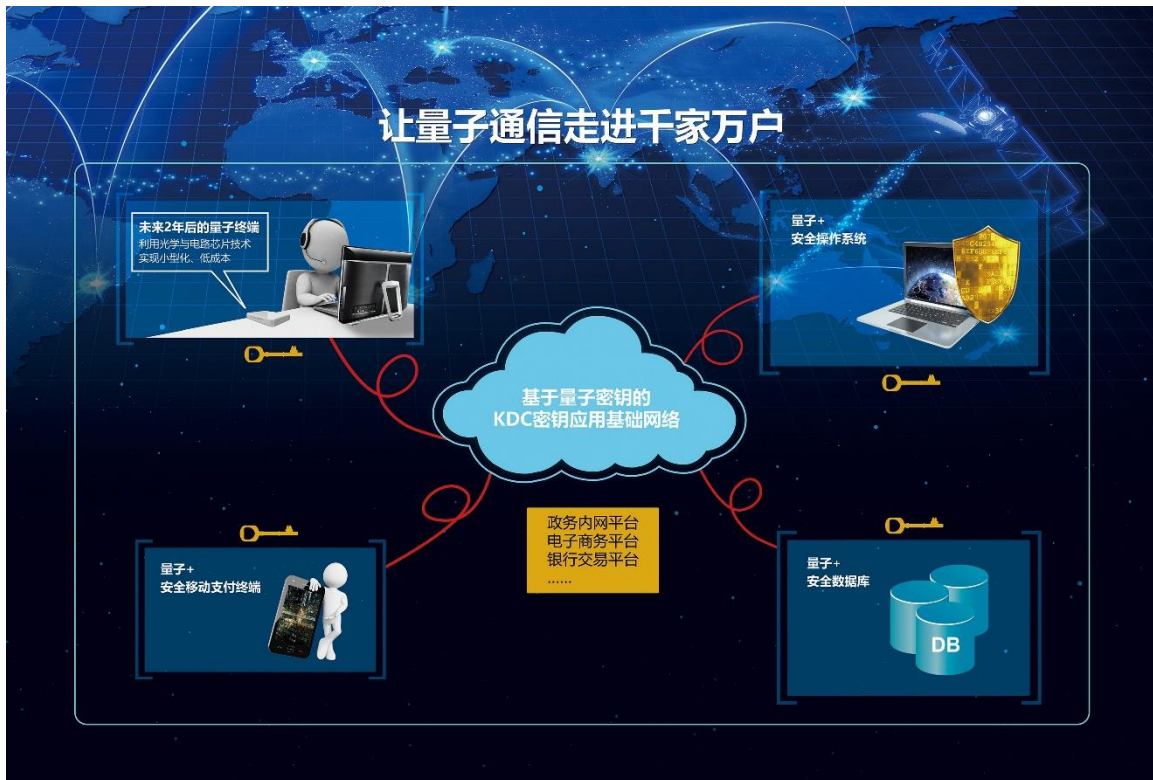 让量子通信走进千家万户
未来2年后的量子终端
利用光学与电路芯片技术
实现小型化、低成本
量子+
安全操作系统
基于量子密钥的
KDC密钥应用基础网络
政务内网平台
电子商务平台
银行交易平台
......
量子+
安全移动支付终端
量子+
安全数据库
DB